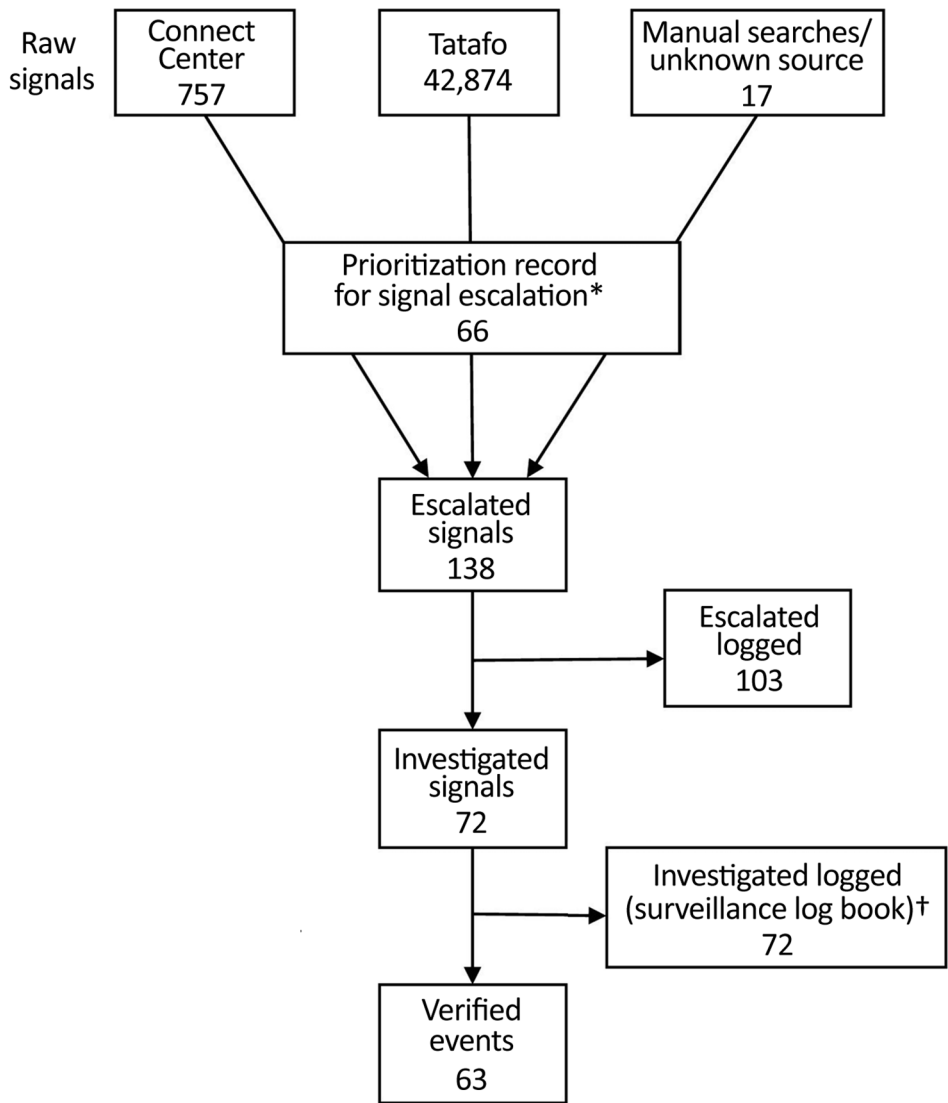 Raw
signals
Connect
Center
757
Tatafo
42,874
Manual searches/
unknown source
17
Prioritization record
for signal escalation*
66
Escalated
signals
138
Escalated
logged
103
Investigated
signals
72
Investigated logged
(surveillance log book)†
72
Verified
events
63